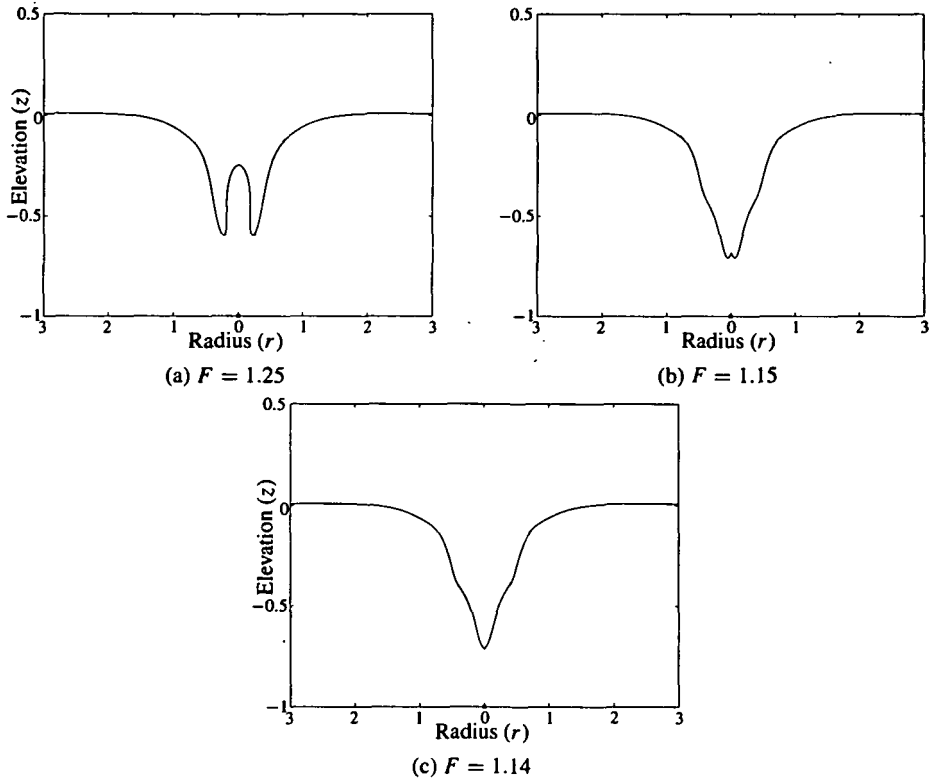 0.5
0
−0.5
−1
Elevation (z)
3 2 1 0 1 2 3
Radius (r)
(a) F = 1.25
0.5
0
−0.5
−1
3 2 1 0 1 2 3
Radius (r)
(b) F = 1.15
0.5
0
−0.5
−1
Elevation (z)
3 2 1 0 1 2 3
Radius (r)
(c) F = 1.14